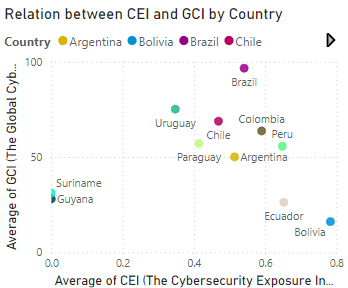 Relation between CEI and GCI by Country
Country Argentina Bolivia Brazil Chile
Average of GCI (The Global Cyb...
100
50
0
Brazil
Uruguay
Colombia
Chile
Peru
Paraguay
Argentina
Suriname
Guyana
Ecuador
Bolivia
0.0 0.2 0.4 0.6 0.8
Average of CEI (The Cybersecurity Exposure In...